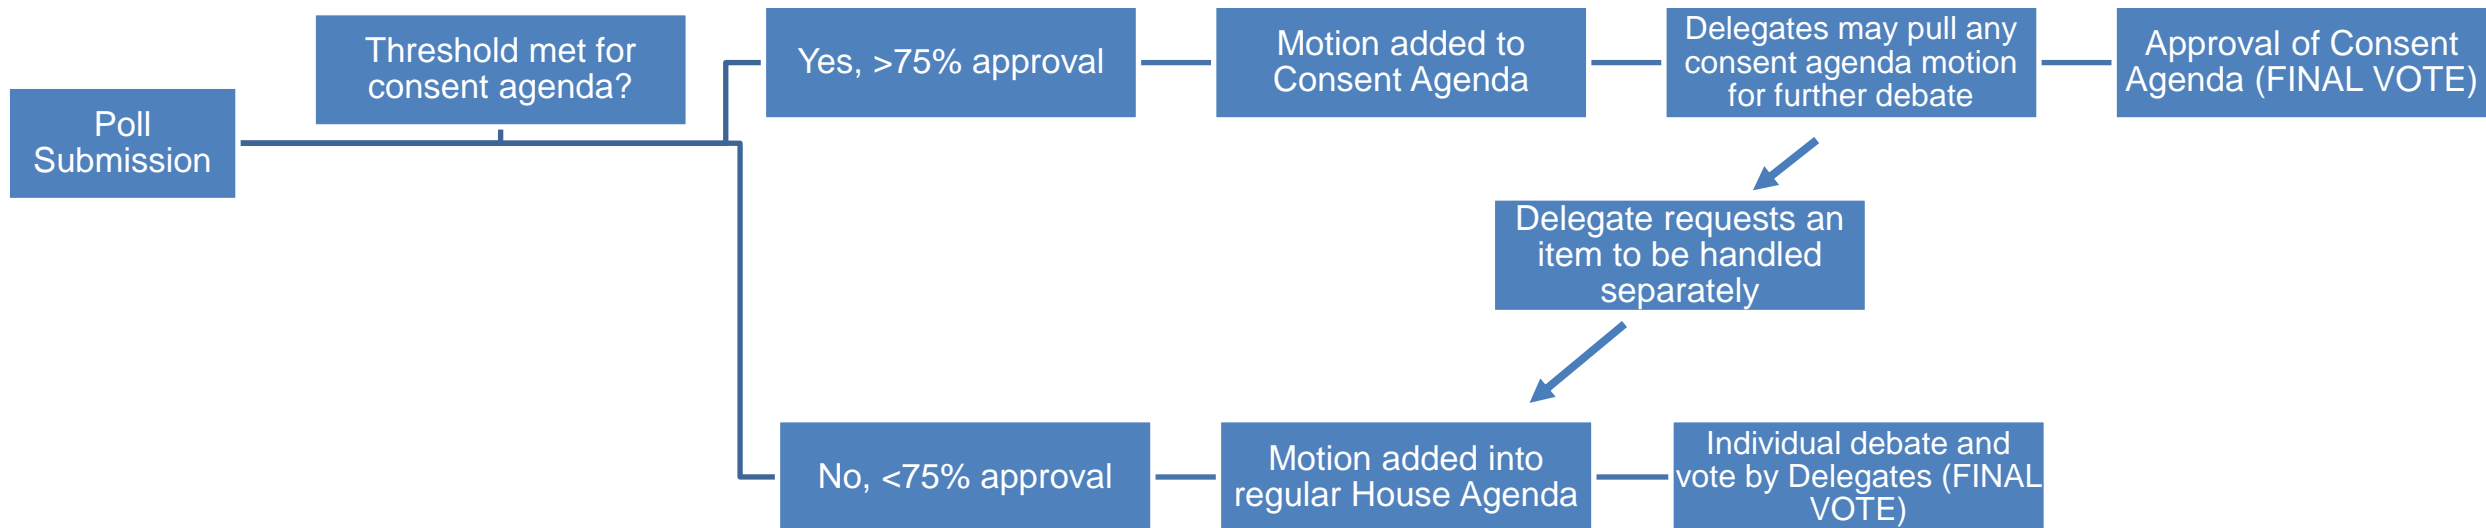 Poll
Submission
Threshold met for
consent agenda?
Yes, >75% approval
Motion added to
Consent Agenda
Delegates may pull any
consent agenda motion
for further debate
Approval of Consent
Agenda (FINAL VOTE)
Delegate requests an
item to be handled
separately
No, <75% approval
Motion added into
regular House Agenda
Individual debate and
vote by Delegates (FINAL
VOTE)